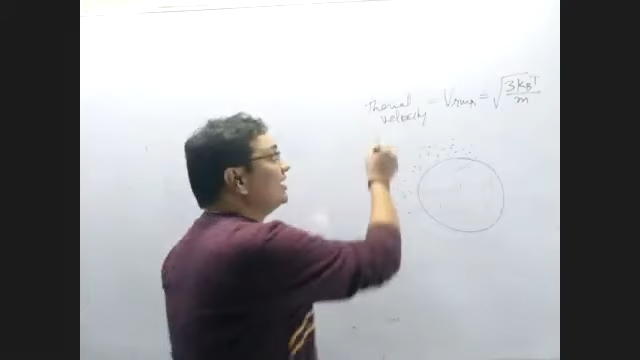 Thermal velocity = Vrms = √(3kBT/m)